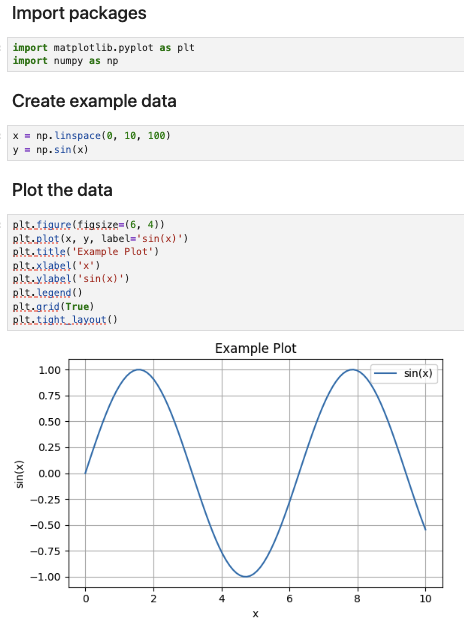 Import packages
import matplotlib.pyplot as plt
import numpy as np
Create example data
x = np.linspace(0, 10, 100)
y = np.sin(x)
Plot the data
plt.figure(figsize=(6, 4))
plt.plot(x, y, label='sin(x)')
plt.title('Example Plot')
plt.xlabel('x')
plt.ylabel('sin(x)')
plt.legend()
plt.grid(True)
plt.tight_layout()
Example Plot
sin(x)
1.00
0.75
0.50
0.25
0.00
−0.25
−0.50
−0.75
−1.00
sin(x)
0 2 4 6 8 10
x